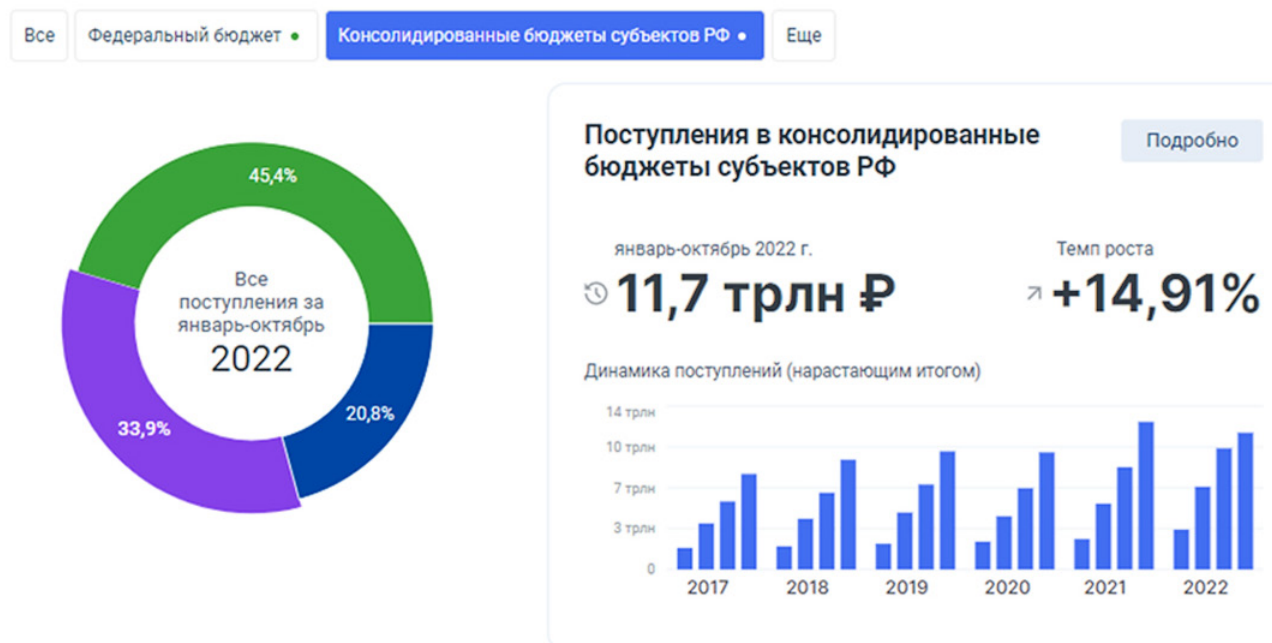 Все
Федеральный бюджет
Консолидированные бюджеты субъектов РФ
Еще
45,4%
33,9%
20,8%
Все
поступления за
январь-октябрь
2022
Поступления в консолидированные
бюджеты субъектов РФ
Подробно
январь-октябрь 2022 г.
11,7 трлн ₽
Темп роста
+14,91%
Динамика поступлений (нарастающим итогом)
14 трлн
10 трлн
7 трлн
3 трлн
0
2017 2018 2019 2020 2021 2022